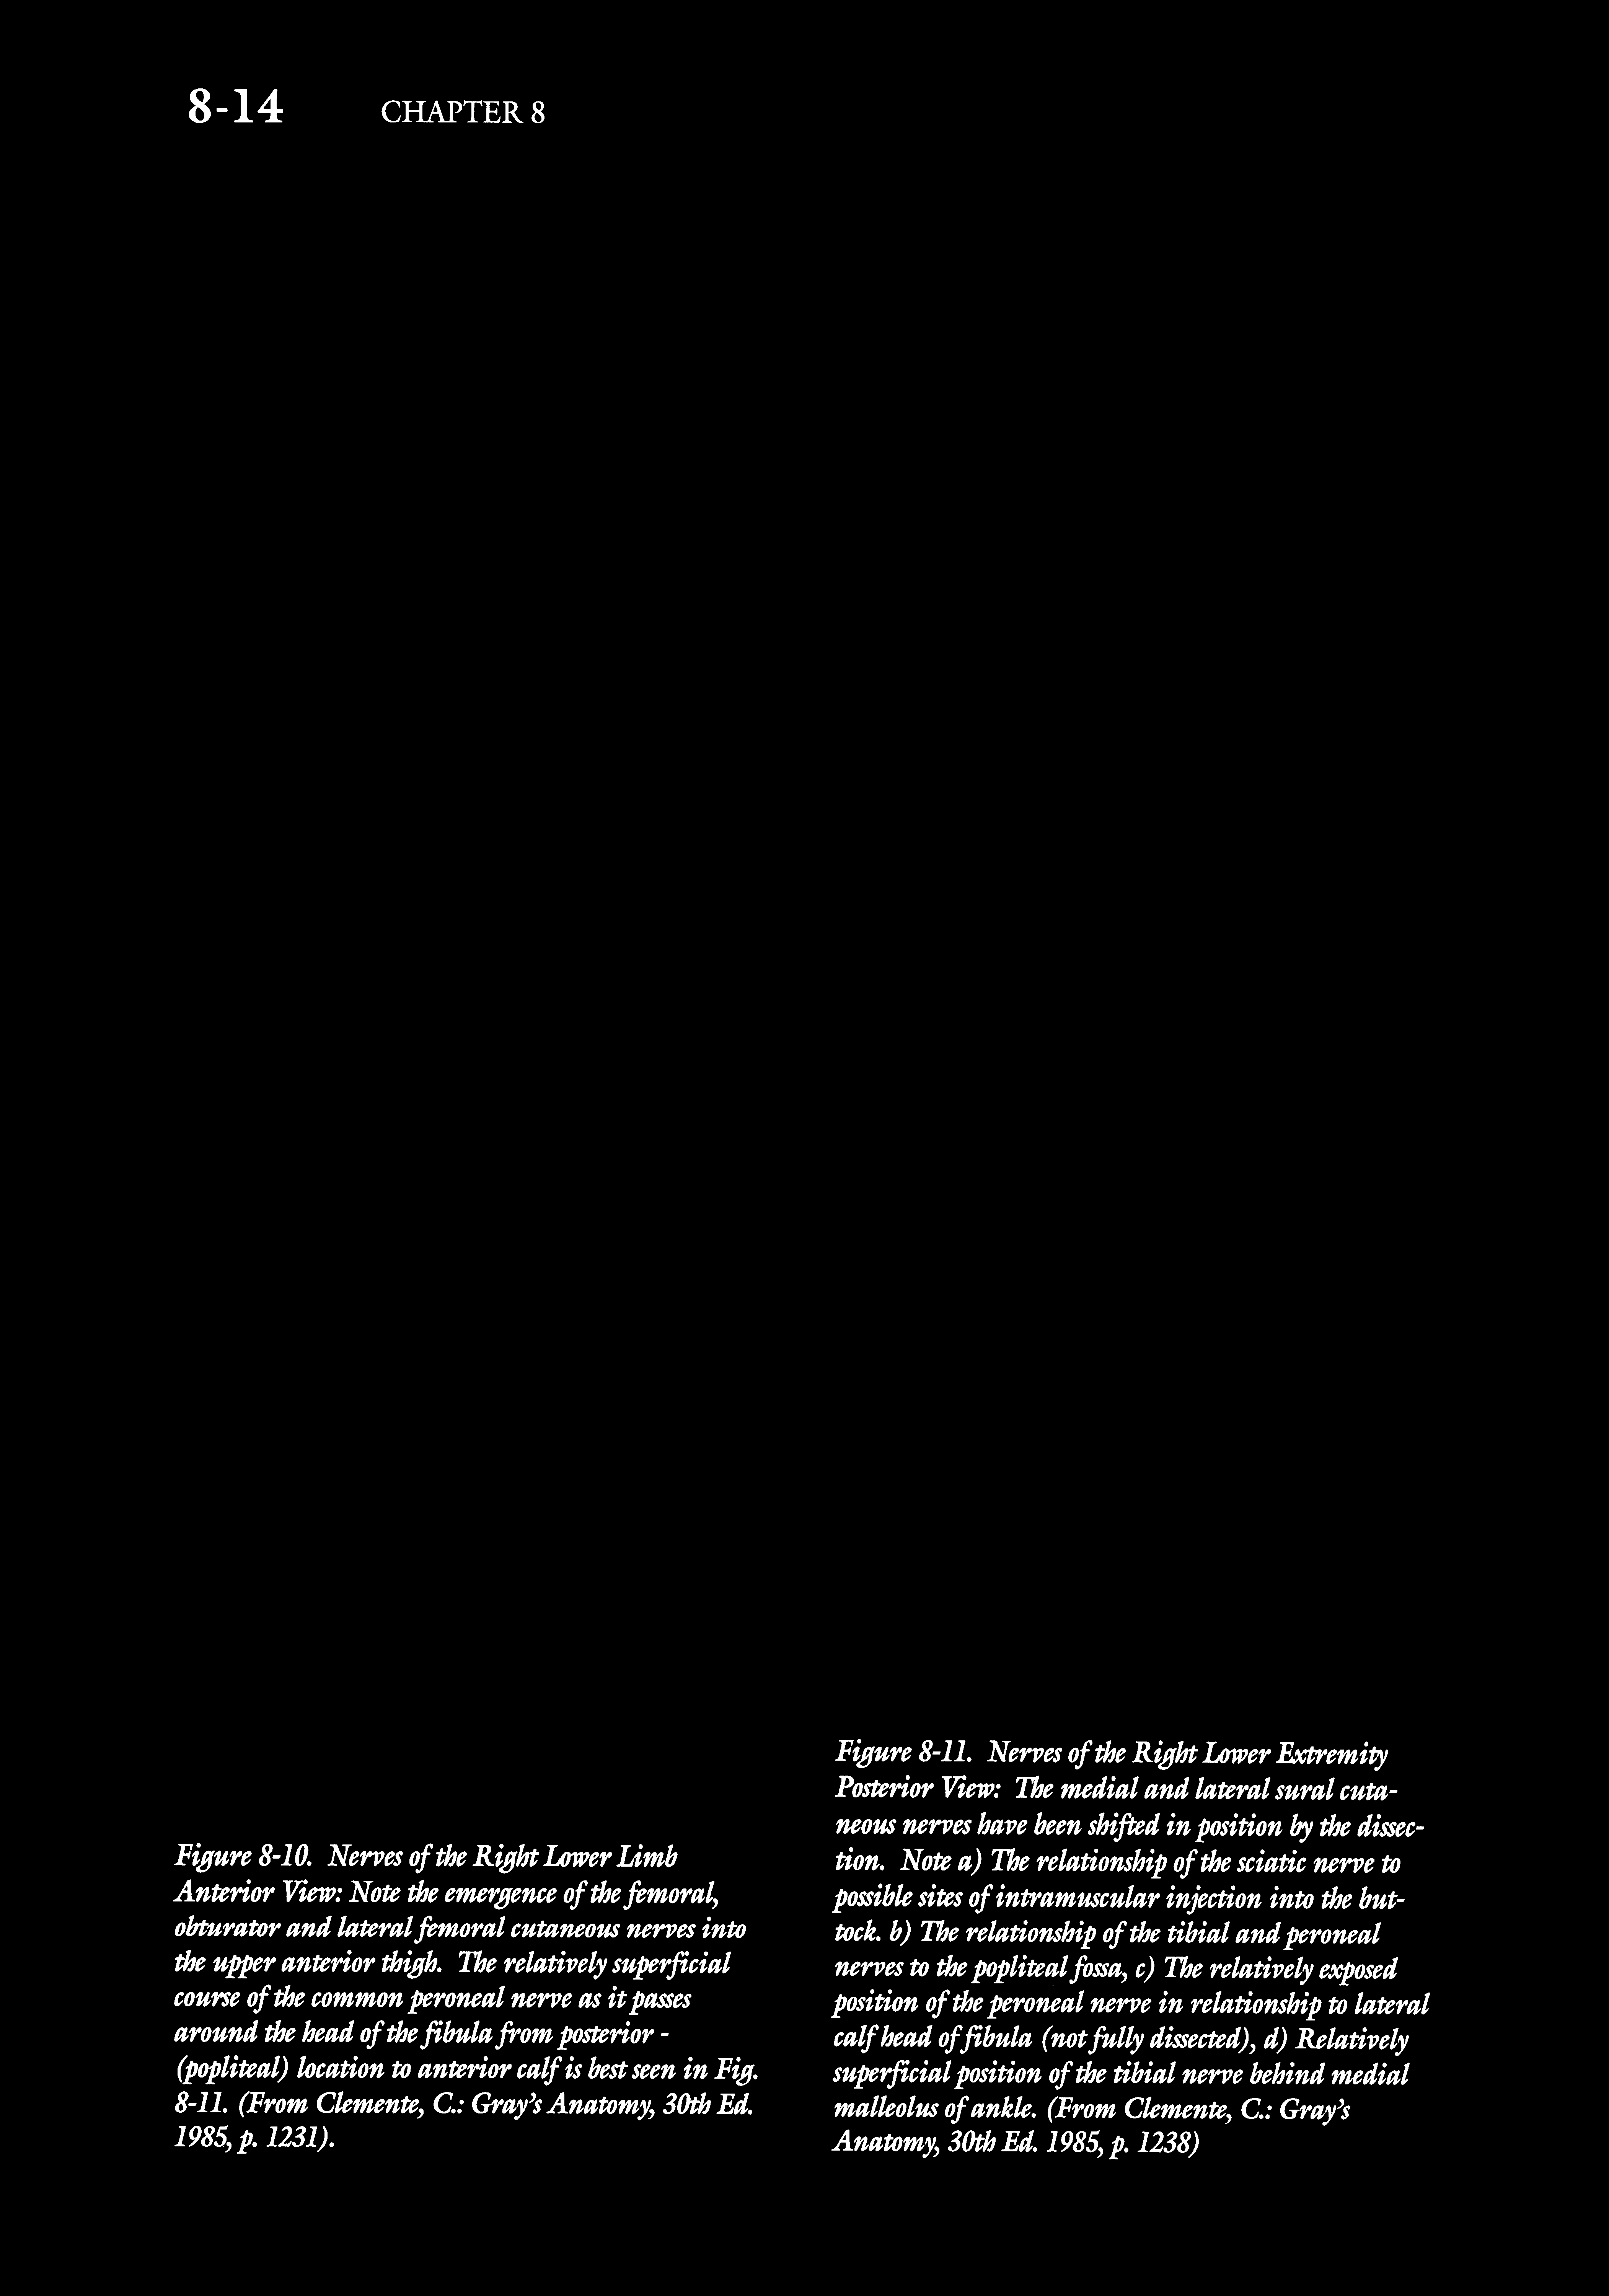 8-14 CHAPTER 8
Figure 8-10. Nerves of the Right Lower Limb
Anterior View: Note the emergence of the femoral,
obturator and lateral femoral cutaneous nerves into
the upper anterior thigh. The relatively superficial
course of the common peroneal nerve as it passes
around the head of the fibula from posterior -
(popliteal) location to anterior calf is best seen in Fig.
8-11. (From Clemente, C.: Gray's Anatomy, 30th Ed.
1985, p. 1231).
Figure 8-11. Nerves of the Right Lower Extremity
Posterior View: The medial and lateral sural cuta-
neous nerves have been shifted in position by the dissec-
tion. Note a) The relationship of the sciatic nerve to
possible sites of intramuscular injection into the but-
tock. b) The relationship of the tibial and peroneal
nerves to the popliteal fossa, c) The relatively exposed
position of the peroneal nerve in relationship to lateral
calf head of fibula (not fully dissected), d) Relatively
superficial position of the tibial nerve behind medial
malleolus of ankle. (From Clemente, C.: Gray's
Anatomy, 30th Ed. 1985, p. 1238)